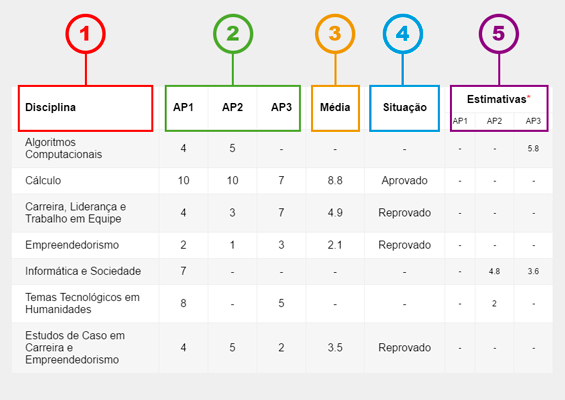 1 2 3 4 5
Disciplina AP1 AP2 AP3 Média Situação Estimativas*
AP1 AP2 AP3
Algoritmos
Computacionais 4 5 - - - - - 5.8
Cálculo 10 10 7 8.8 Aprovado - - -
Carreira, Liderança e
Trabalho em Equipe 4 3 7 4.9 Reprovado - - -
Empreendedorismo 2 1 3 2.1 Reprovado - - -
Informática e Sociedade 7 - - - - - 4.8 3.6
Temas Tecnológicos em
Humanidades 8 - 5 - - - 2 -
Estudos de Caso em
Carreira e
Empreendedorismo 4 5 2 3.5 Reprovado - - -